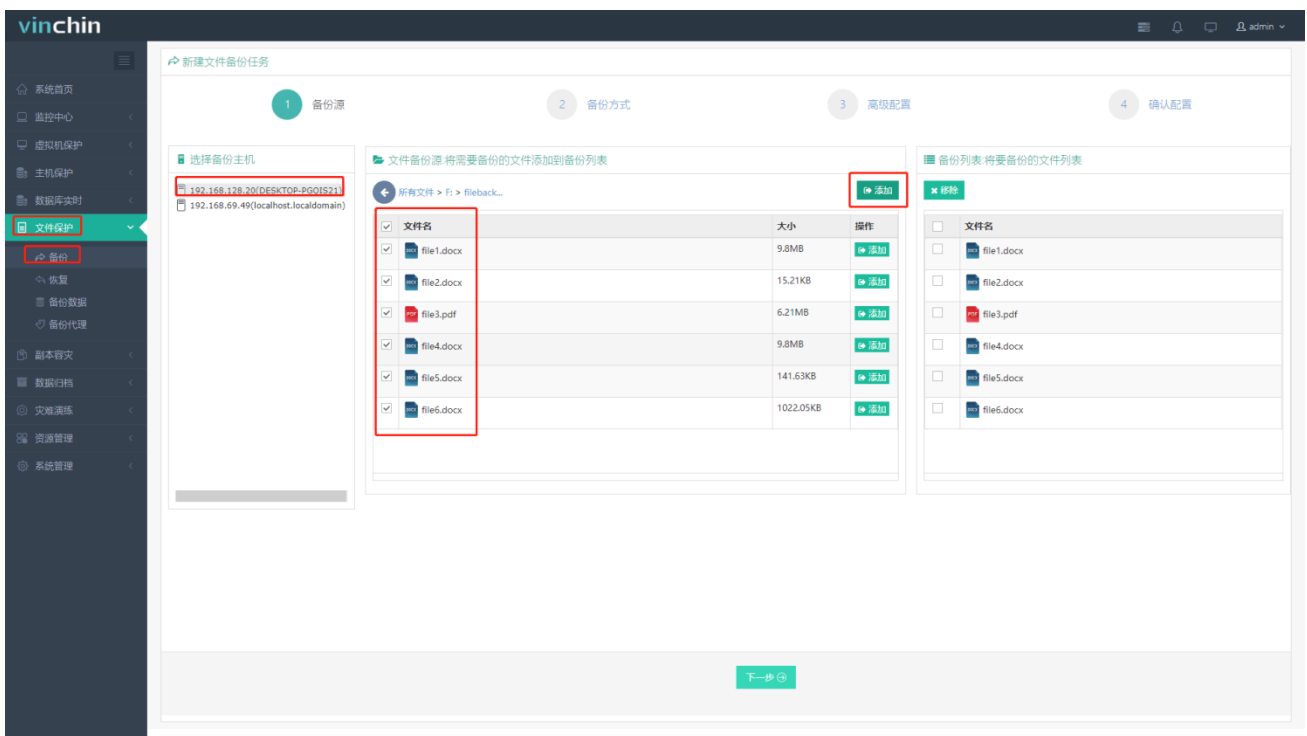 vinchin
admin
新建文件备份任务
系统首页
监控中心
虚拟机保护
主机保护
数据库实时
文件保护
备份
恢复
备份数据
备份代理
副本容灾
数据归档
灾难演练
资源管理
系统管理
1 备份源
2 备份方式
3 高级配置
4 确认配置
选择备份主机
192.168.128.20(DESKTOP-PGOIS21)
192.168.69.49(localhost.localdomain)
文件备份源:将需要备份的文件添加到备份列表
所有文件 > F: > fileback...
添加
文件名 大小 操作
file1.docx 9.8MB 添加
file2.docx 15.21KB 添加
file3.pdf 6.21MB 添加
file4.docx 9.8MB 添加
file5.docx 141.63KB 添加
file6.docx 1022.05KB 添加
备份列表:将要备份的文件列表
移除
文件名
file1.docx
file2.docx
file3.pdf
file4.docx
file5.docx
file6.docx
下一步